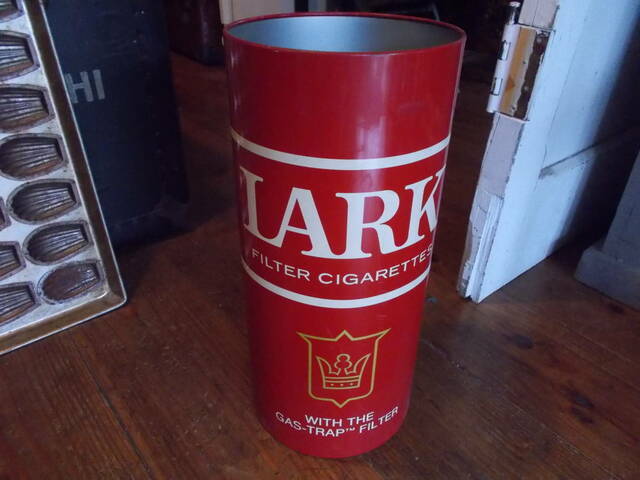 HI
LARK
FILTER CIGARETTES
WITH THE
GAS-TRAP™ FILTER